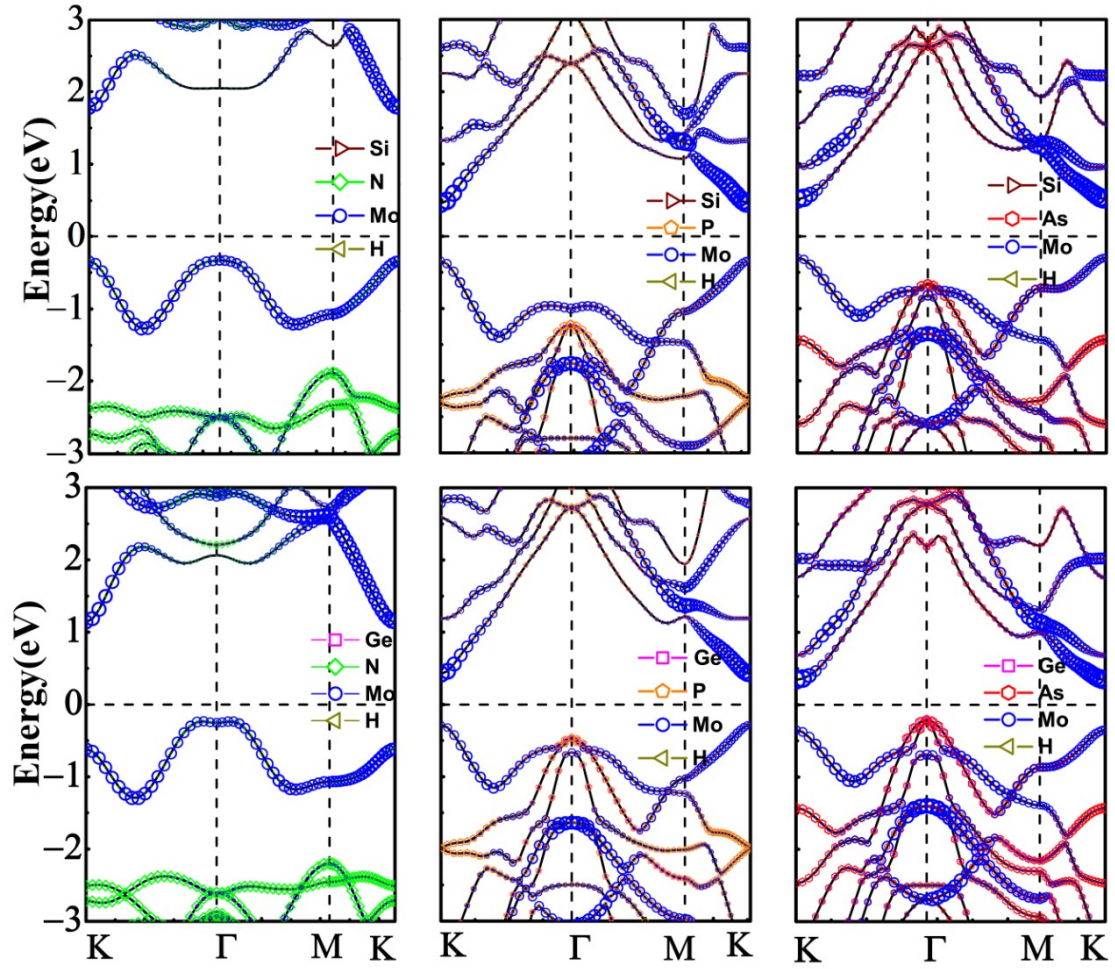 3
2
1
0
−1
−2
−3
Energy(eV)
Si
N
Mo
H
Si
P
Mo
H
Si
As
Mo
H
3
2
1
0
−1
−2
−3
Energy(eV)
Ge
N
Mo
H
Ge
P
Mo
H
Ge
As
Mo
H
K Γ M K
K Γ M K
K Γ M K